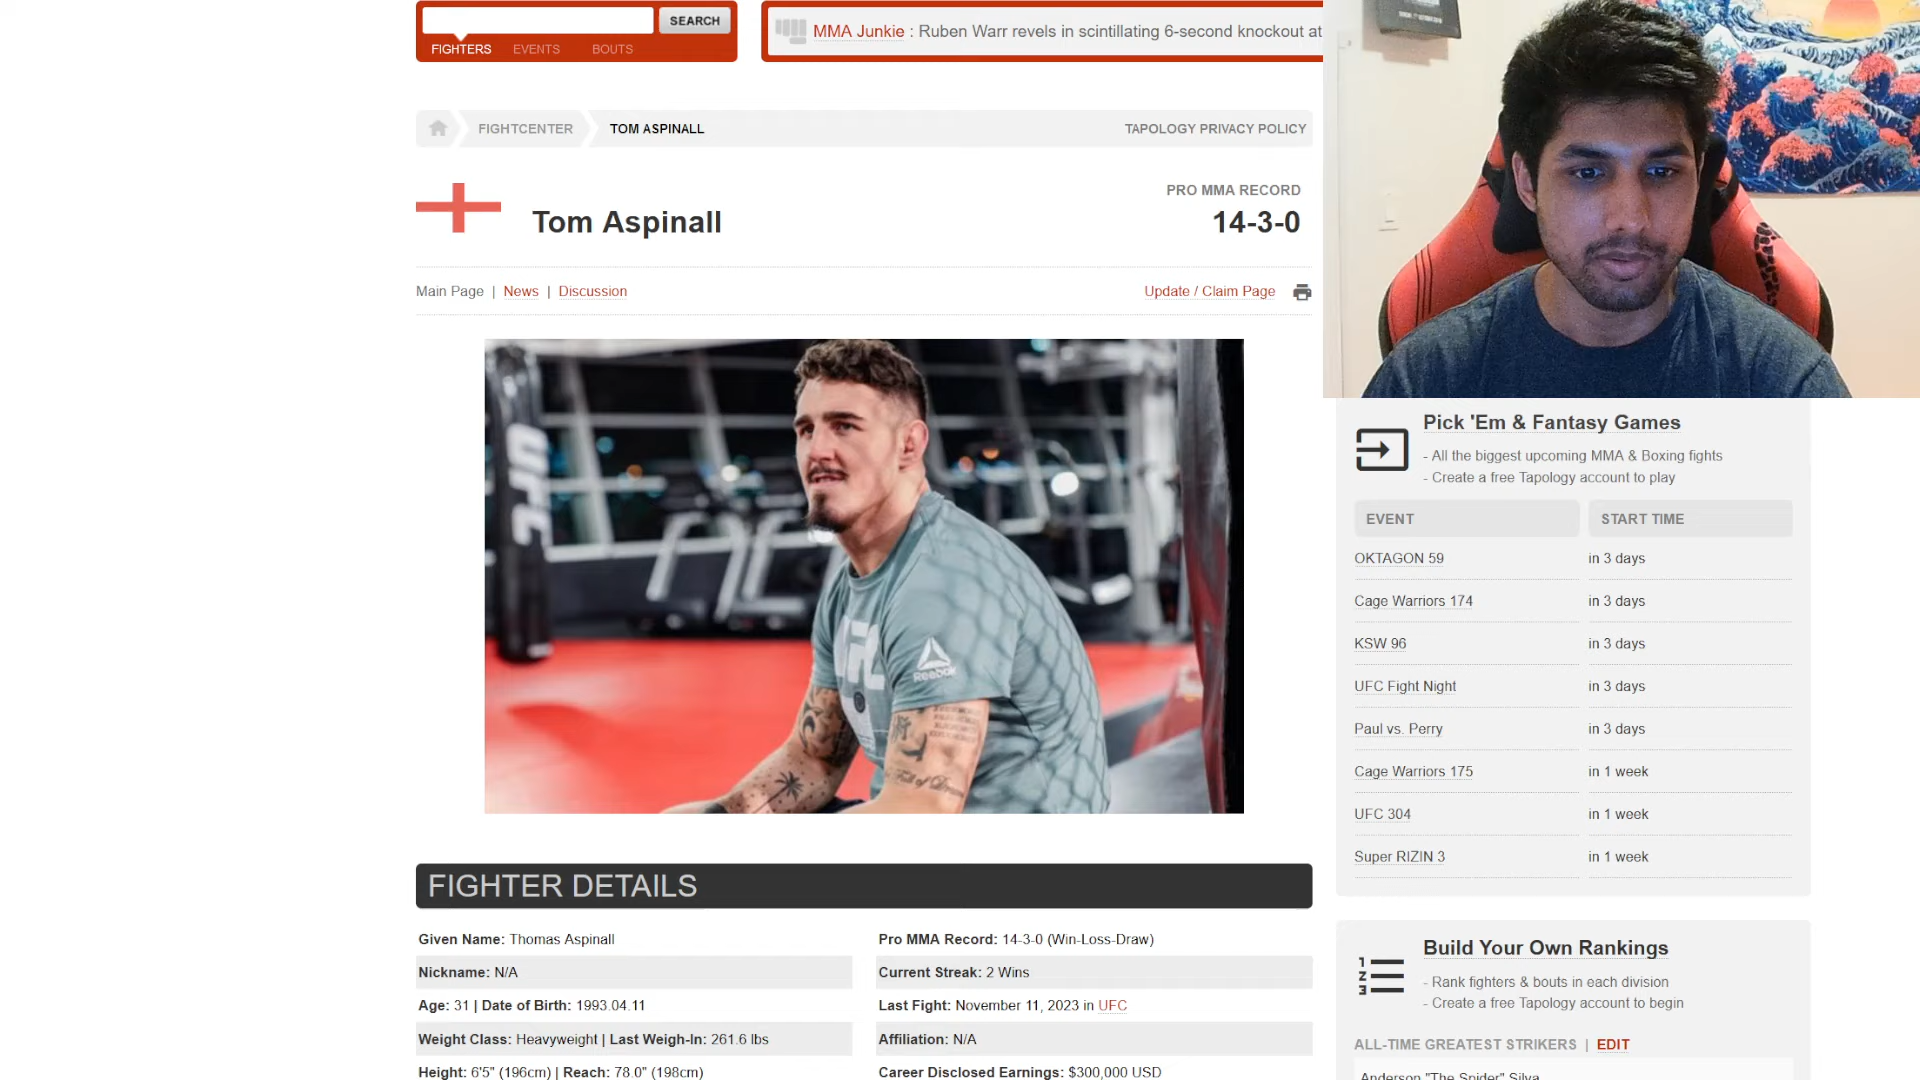 SEARCH
FIGHTERS EVENTS BOUTS
MMA Junkie : Ruben Warr revels in scintillating 6-second knockout at
FIGHTCENTER TOM ASPINALL TAPOLOGY PRIVACY POLICY
PRO MMA RECORD
Tom Aspinall 14-3-0
Main Page | News | Discussion Update / Claim Page
UFC
Reebok
FIGHTER DETAILS
Given Name: Thomas Aspinall
Nickname: N/A
Age: 31 | Date of Birth: 1993.04.11
Weight Class: Heavyweight | Last Weigh-In: 261.6 lbs
Height: 6'5" (196cm) | Reach: 78.0" (198cm)
Pro MMA Record: 14-3-0 (Win-Loss-Draw)
Current Streak: 2 Wins
Last Fight: November 11, 2023 in UFC
Affiliation: N/A
Career Disclosed Earnings: $300,000 USD
Pick 'Em & Fantasy Games
- All the biggest upcoming MMA & Boxing fights
- Create a free Tapology account to play
EVENT START TIME
OKTAGON 59 in 3 days
Cage Warriors 174 in 3 days
KSW 96 in 3 days
UFC Fight Night in 3 days
Paul vs. Perry in 3 days
Cage Warriors 175 in 1 week
UFC 304 in 1 week
Super RIZIN 3 in 1 week
Build Your Own Rankings
- Rank fighters & bouts in each division
- Create a free Tapology account to begin
ALL-TIME GREATEST STRIKERS | EDIT
Anderson "The Spider" Silva